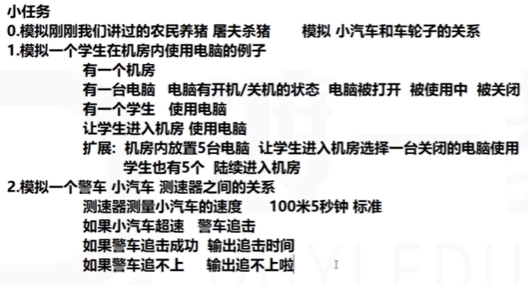 小任务
0.模拟刚刚我们讲过的农民养猪 屠夫杀猪 模拟 小汽车和车轮子的关系
1.模拟一个学生在机房内使用电脑的例子
有一个机房
有一台电脑 电脑有开机/关机的状态 电脑被打开 被使用中 被关闭
有一个学生 使用电脑
让学生进入机房 使用电脑
扩展: 机房内放置5台电脑 让学生进入机房选择一台关闭的电脑使用
学生也有5个 陆续进入机房
2.模拟一个警车 小汽车 测速器之间的关系
测速器测量小汽车的速度 100米5秒钟 标准
如果小汽车超速 警车追击
如果警车追击成功 输出追击时间
如果警车追不上 输出追不上啦